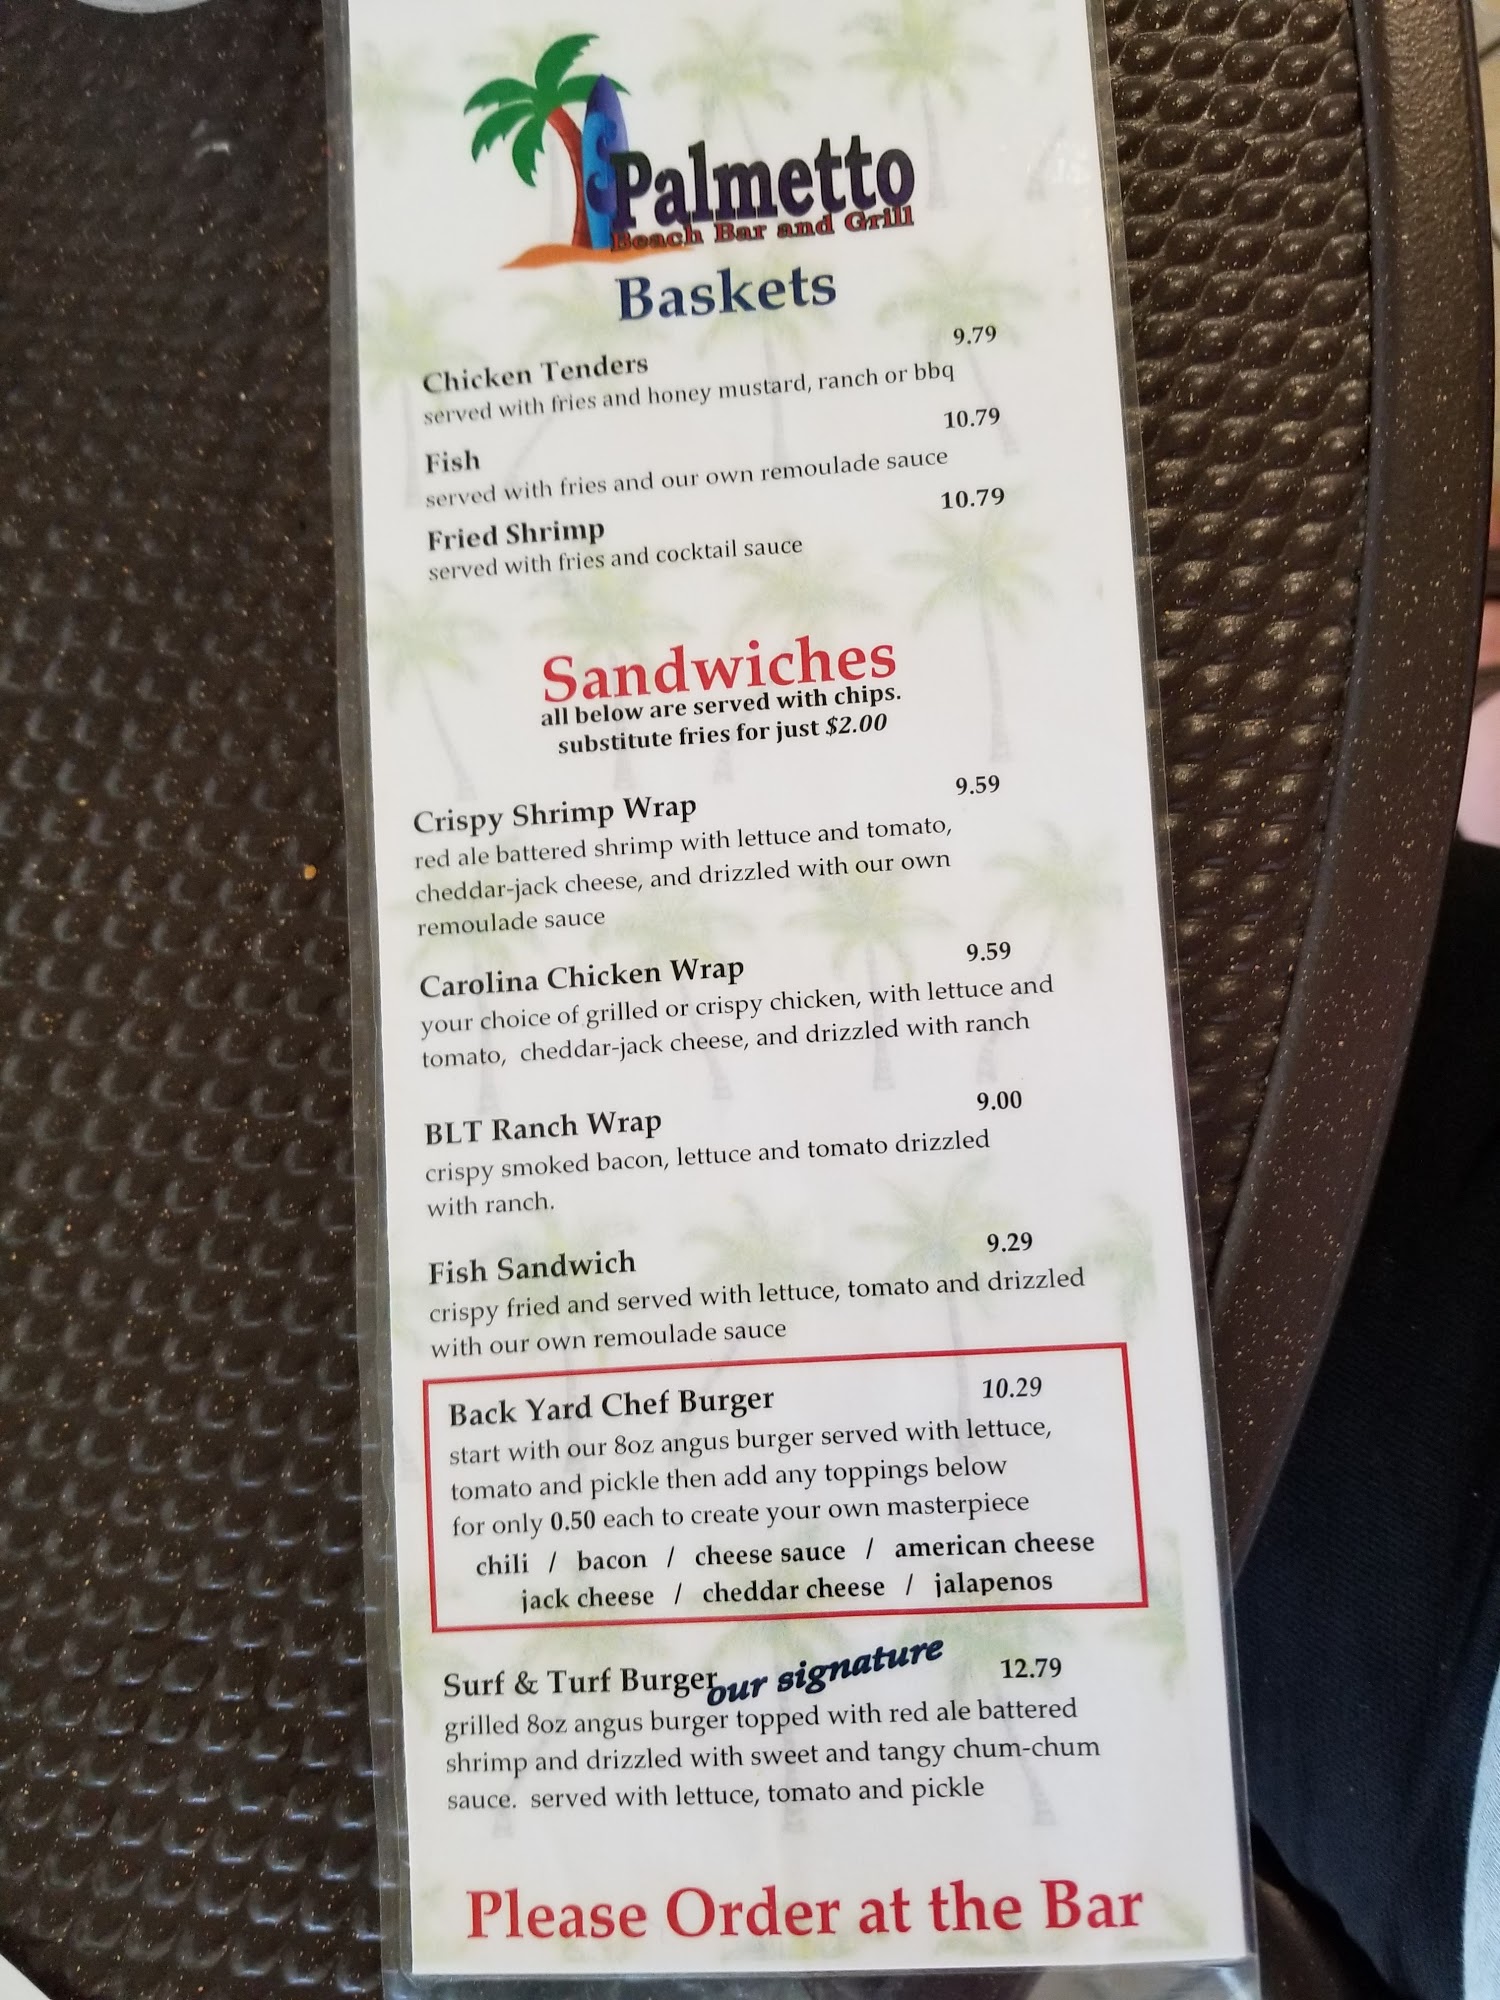 Palmetto
Beach Bar and Grill
Baskets
Chicken Tenders 9.79
served with fries and honey mustard, ranch or bbq
Fish 10.79
served with fries and our own remoulade sauce
Fried Shrimp 10.79
served with fries and cocktail sauce
Sandwiches
all below are served with chips.
substitute fries for just $2.00
Crispy Shrimp Wrap 9.59
red ale battered shrimp with lettuce and tomato,
cheddar-jack cheese, and drizzled with our own
remoulade sauce
Carolina Chicken Wrap 9.59
your choice of grilled or crispy chicken, with lettuce and
tomato, cheddar-jack cheese, and drizzled with ranch
BLT Ranch Wrap 9.00
crispy smoked bacon, lettuce and tomato drizzled
with ranch.
Fish Sandwich 9.29
crispy fried and served with lettuce, tomato and drizzled
with our own remoulade sauce
Back Yard Chef Burger 10.29
start with our 8oz angus burger served with lettuce,
tomato and pickle then add any toppings below
for only 0.50 each to create your own masterpiece
chili / bacon / cheese sauce / american cheese
jack cheese / cheddar cheese / jalapenos
Surf & Turf Burger our signature 12.79
grilled 8oz angus burger topped with red ale battered
shrimp and drizzled with sweet and tangy chum-chum
sauce. served with lettuce, tomato and pickle
Please Order at the Bar